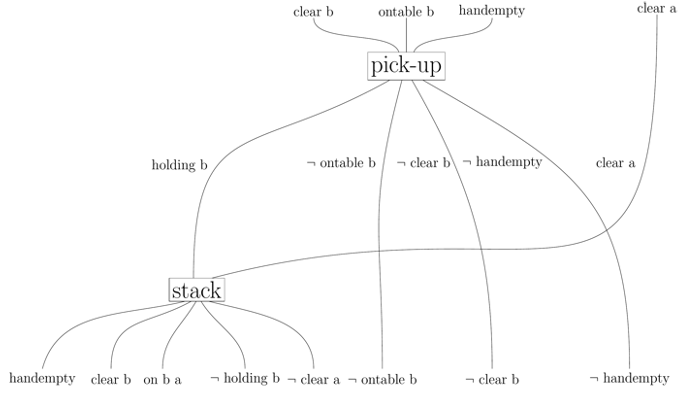 clear b ontable b handempty clear a
pick-up
holding b ¬ ontable b ¬ clear b ¬ handempty clear a
stack
handempty clear b on b a ¬ holding b ¬ clear a ¬ ontable b ¬ clear b ¬ handempty